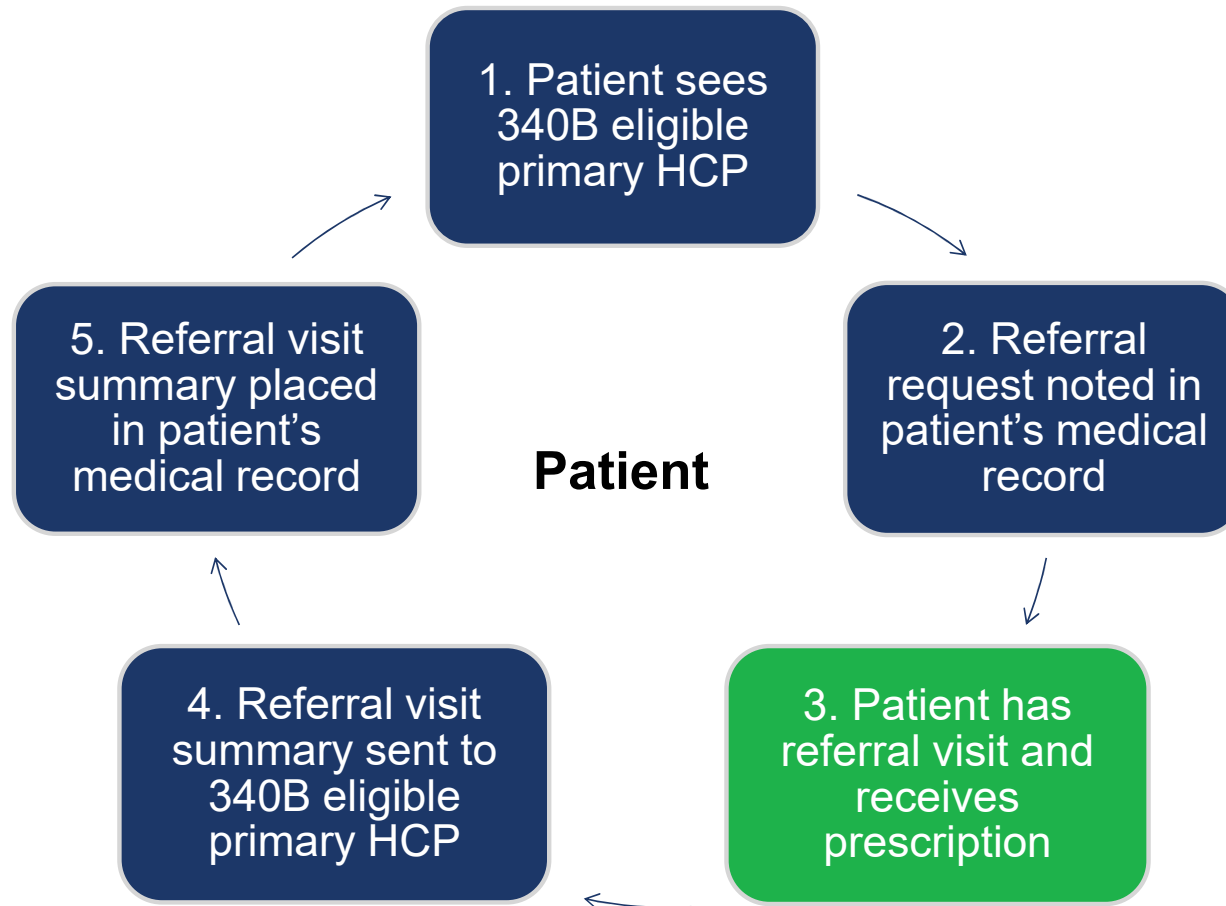 1. Patient sees
340B eligible
primary HCP
2. Referral
request noted in
patient’s medical
record
3. Patient has
referral visit and
receives
prescription
4. Referral visit
summary sent to
340B eligible
primary HCP
5. Referral visit
summary placed
in patient’s
medical record
Patient